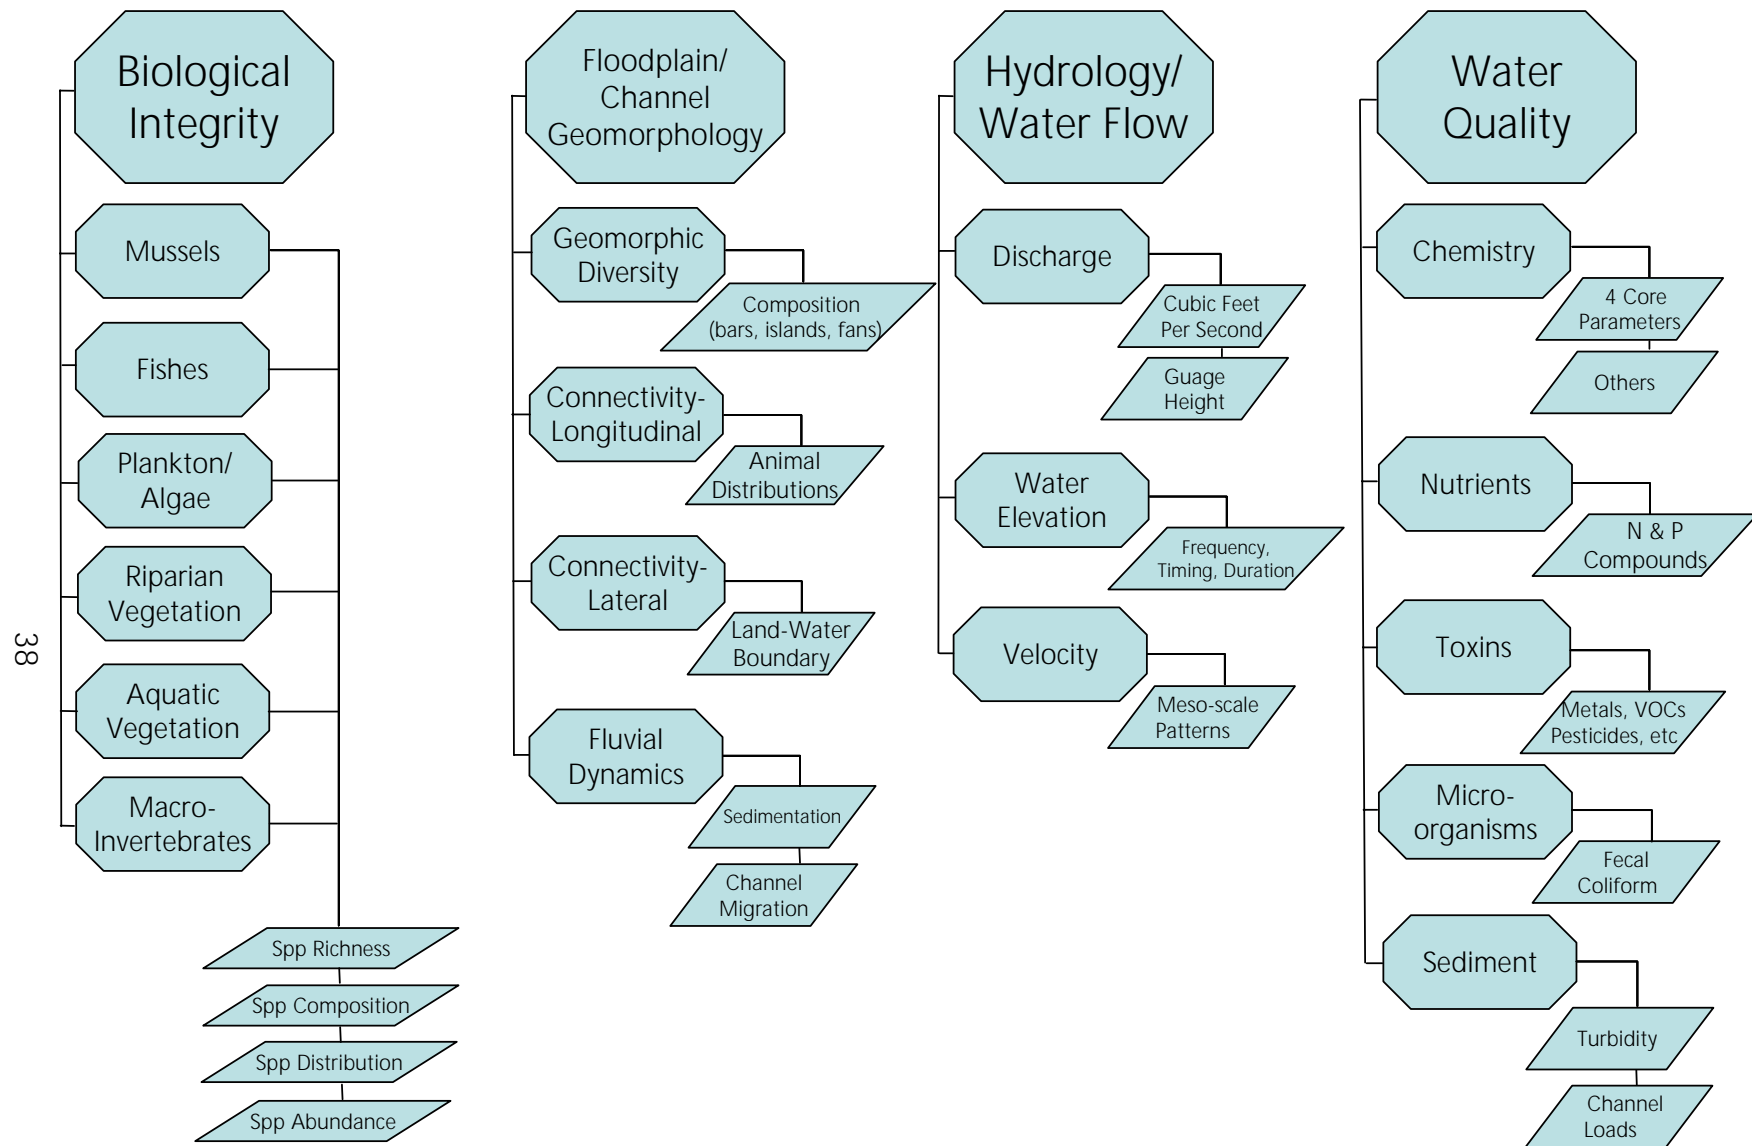 Biological
Integrity
Mussels
Fishes
Plankton/
Algae
Riparian
Vegetation
Aquatic
Vegetation
Macro-
Invertebrates
Spp Richness
Spp Composition
Spp Distribution
Spp Abundance
Floodplain/
Channel
Geomorphology
Geomorphic
Diversity
Composition
(bars, islands, fans)
Connectivity-
Longitudinal
Animal
Distributions
Connectivity-
Lateral
Land-Water
Boundary
Fluvial
Dynamics
Sedimentation
Channel
Migration
Hydrology/
Water Flow
Discharge
Cubic Feet
Per Second
Guage
Height
Water
Elevation
Frequency,
Timing, Duration
Velocity
Meso-scale
Patterns
Water
Quality
Chemistry
4 Core
Parameters
Others
Nutrients
N & P
Compounds
Toxins
Metals, VOCs
Pesticides, etc
Micro-
organisms
Fecal
Coliform
Sediment
Turbidity
Channel
Loads
38